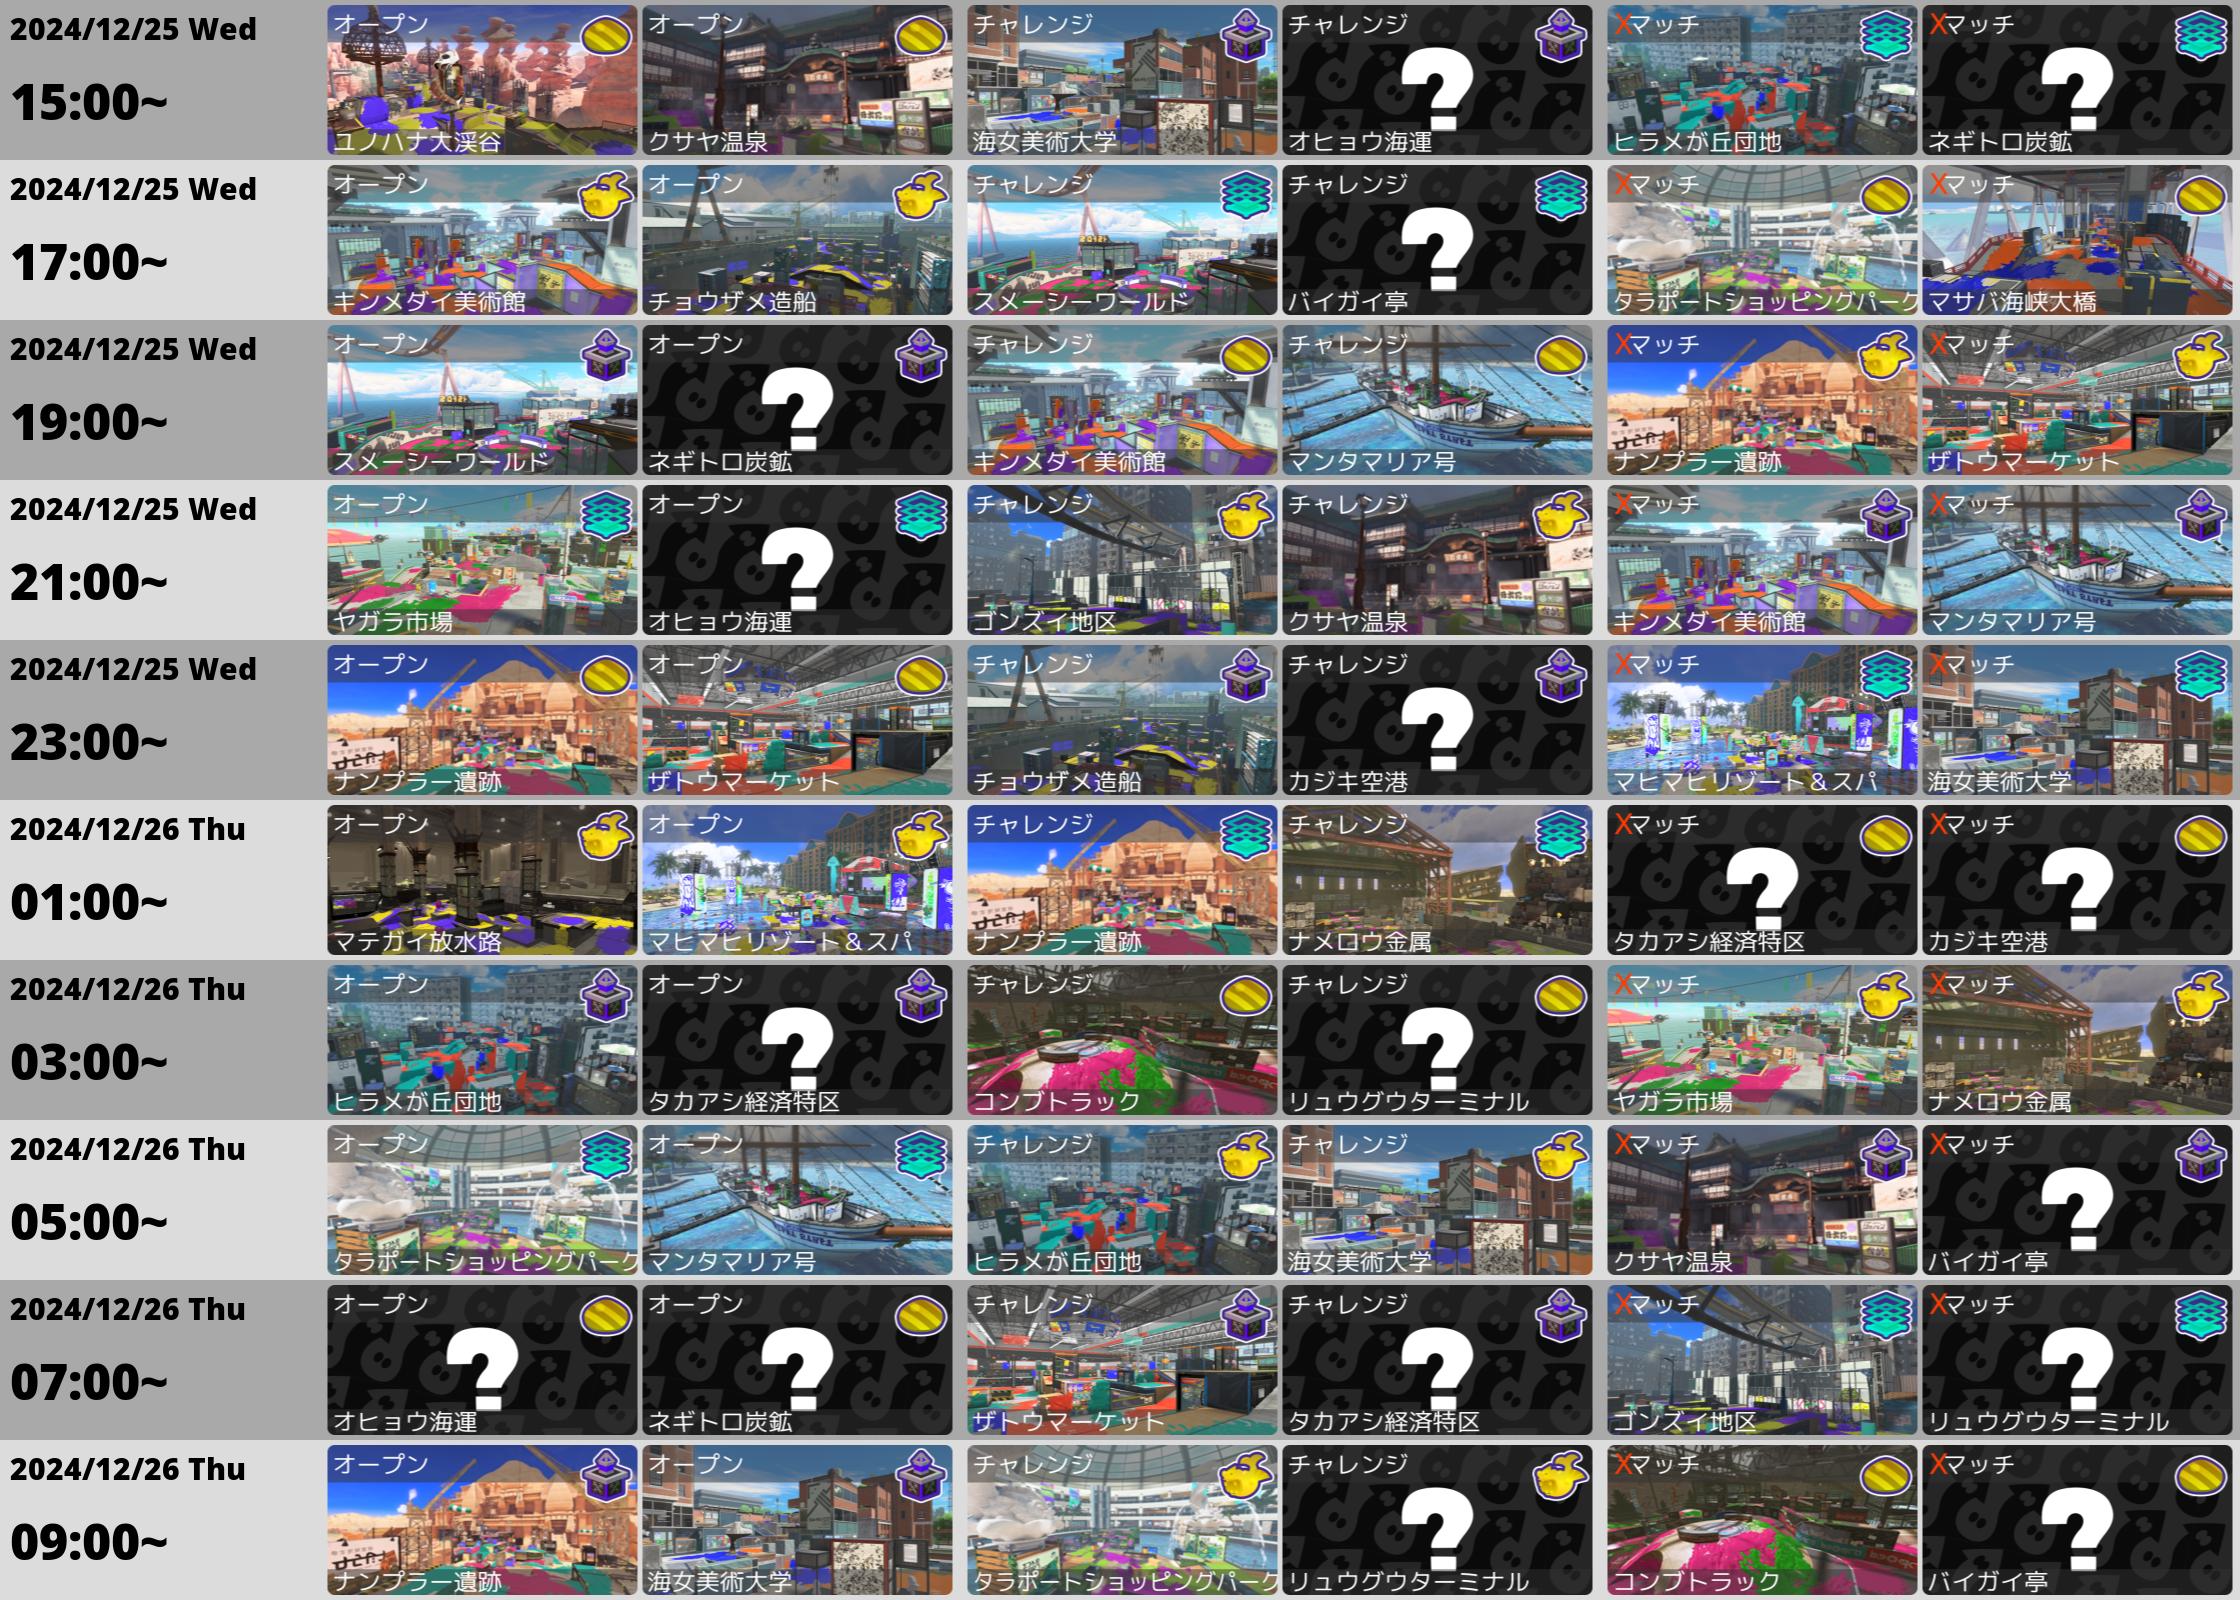 2024/12/25 Wed
15:00~
オープン
ユノハナ大渓谷
オープン
クサヤ温泉
チャレンジ
海女美術大学
チャレンジ
?
オヒョウ海運
Xマッチ
ヒラメが丘団地
Xマッチ
?
ネギトロ炭鉱
2024/12/25 Wed
17:00~
オープン
キンメダイ美術館
オープン
チョウザメ造船
チャレンジ
スメーシーワールド
チャレンジ
?
バイガイ亭
Xマッチ
タラポートショッピングパーク
Xマッチ
マサバ海峡大橋
2024/12/25 Wed
19:00~
オープン
スメーシーワールド
オープン
?
ネギトロ炭鉱
チャレンジ
キンメダイ美術館
チャレンジ
マンタマリア号
Xマッチ
ナンプラー遺跡
Xマッチ
ザトウマーケット
2024/12/25 Wed
21:00~
オープン
ヤガラ市場
オープン
?
オヒョウ海運
チャレンジ
ゴンズイ地区
チャレンジ
クサヤ温泉
Xマッチ
キンメダイ美術館
Xマッチ
マンタマリア号
2024/12/25 Wed
23:00~
オープン
ナンプラー遺跡
オープン
ザトウマーケット
チャレンジ
チョウザメ造船
チャレンジ
?
カジキ空港
Xマッチ
マヒマヒリゾート&スパ
Xマッチ
海女美術大学
2024/12/26 Thu
01:00~
オープン
マテガイ放水路
オープン
マヒマヒリゾート&スパ
チャレンジ
ナンプラー遺跡
チャレンジ
ナメロウ金属
Xマッチ
?
タカアシ経済特区
Xマッチ
?
カジキ空港
2024/12/26 Thu
03:00~
オープン
ヒラメが丘団地
オープン
?
タカアシ経済特区
チャレンジ
コンブトラック
チャレンジ
?
リュウグウターミナル
Xマッチ
ヤガラ市場
Xマッチ
ナメロウ金属
2024/12/26 Thu
05:00~
オープン
タラポートショッピングパーク
オープン
マンタマリア号
チャレンジ
ヒラメが丘団地
チャレンジ
海女美術大学
Xマッチ
クサヤ温泉
Xマッチ
?
バイガイ亭
2024/12/26 Thu
07:00~
オープン
?
オヒョウ海運
オープン
?
ネギトロ炭鉱
チャレンジ
ザトウマーケット
チャレンジ
?
タカアシ経済特区
Xマッチ
ゴンズイ地区
Xマッチ
?
リュウグウターミナル
2024/12/26 Thu
09:00~
オープン
ナンプラー遺跡
オープン
海女美術大学
チャレンジ
タラポートショッピングパーク
チャレンジ
?
リュウグウターミナル
Xマッチ
コンブトラック
Xマッチ
?
バイガイ亭